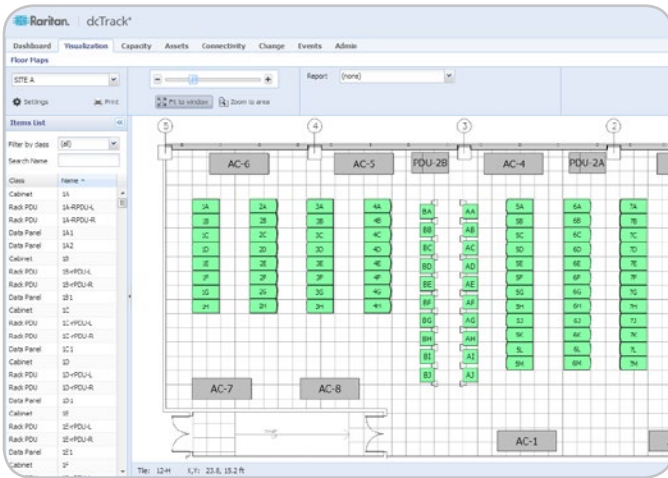 Raritan. dcTrack®
Dashboard Visualization Capacity Assets Connectivity Change Events Admin
Floor Maps
SITE A
Report (none)
Settings Print Fit to window Zoom to area
Items List
Filter by class (all)
Search Name
Class Name
Cabinet 1A
Rack PDU 1A-RPDU-L
Rack PDU 1A-RPDU-R
Data Panel 1A1
Data Panel 1A2
Cabinet 1B
Rack PDU 1B-rPDU-L
Rack PDU 1B-rPDU-R
Data Panel 1B1
Cabinet 1C
Rack PDU 1C-rPDU-L
Rack PDU 1C-rPDU-R
Data Panel 1C1
Cabinet 1D
Rack PDU 1D-rPDU-L
Rack PDU 1D-rPDU-R
Data Panel 1D1
Cabinet 1E
Rack PDU 1E-rPDU-L
Rack PDU 1E-rPDU-R
Data Panel 1E1
Cabinet 1F
5 4 3 2
AC-6 AC-5 PDU-2B AC-4 PDU-2A
1A 2A 3A 4A BA AA 5A 6A 7A
1B 2B 3B 4B BB AB 5B 6B 7B
1C 2C 3C 4C BC AC 5C 6C 7C
1D 2D 3D 4D BD AD 5D 6D 7D
1E 2E 3E 4E BE AE 5E 6E 7E
1F 2F 3F 4F BF AF 5F 6F 7F
1G 2G 3G 4G BG AG 5G 6G 7G
1H 2H 3H 4H BH AH 5H 6H 7H
BI AI 5J 6J 7J
BJ AJ 5K 6K 7K
5L 6L 7L
5M 6M 7M
AC-7 AC-8
AC-1
Tile: 12-H X,Y: 23.8, 15.2 ft